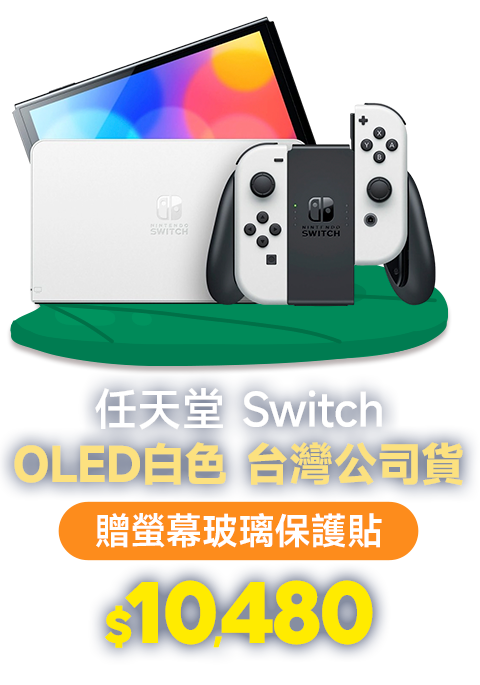 NINTENDO
SWITCH
X
Y
A
B
NINTENDO
SWITCH
任天堂 Switch
OLED白色 台灣公司貨
贈螢幕玻璃保護貼
$10,480